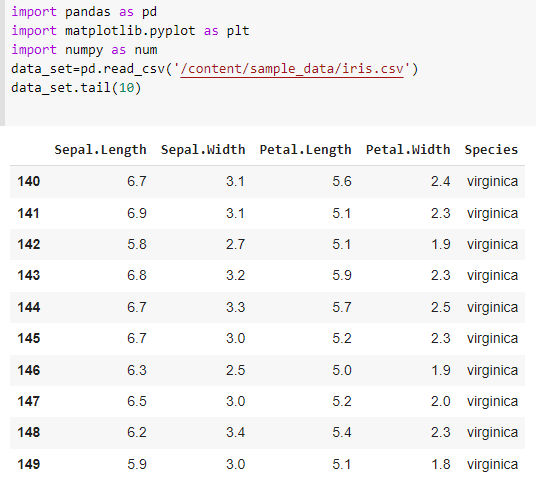 import pandas as pd
import matplotlib.pyplot as plt
import numpy as num
data_set=pd.read_csv('/content/sample_data/iris.csv')
data_set.tail(10)
Sepal.Length Sepal.Width Petal.Length Petal.Width Species
140 6.7 3.1 5.6 2.4 virginica
141 6.9 3.1 5.1 2.3 virginica
142 5.8 2.7 5.1 1.9 virginica
143 6.8 3.2 5.9 2.3 virginica
144 6.7 3.3 5.7 2.5 virginica
145 6.7 3.0 5.2 2.3 virginica
146 6.3 2.5 5.0 1.9 virginica
147 6.5 3.0 5.2 2.0 virginica
148 6.2 3.4 5.4 2.3 virginica
149 5.9 3.0 5.1 1.8 virginica